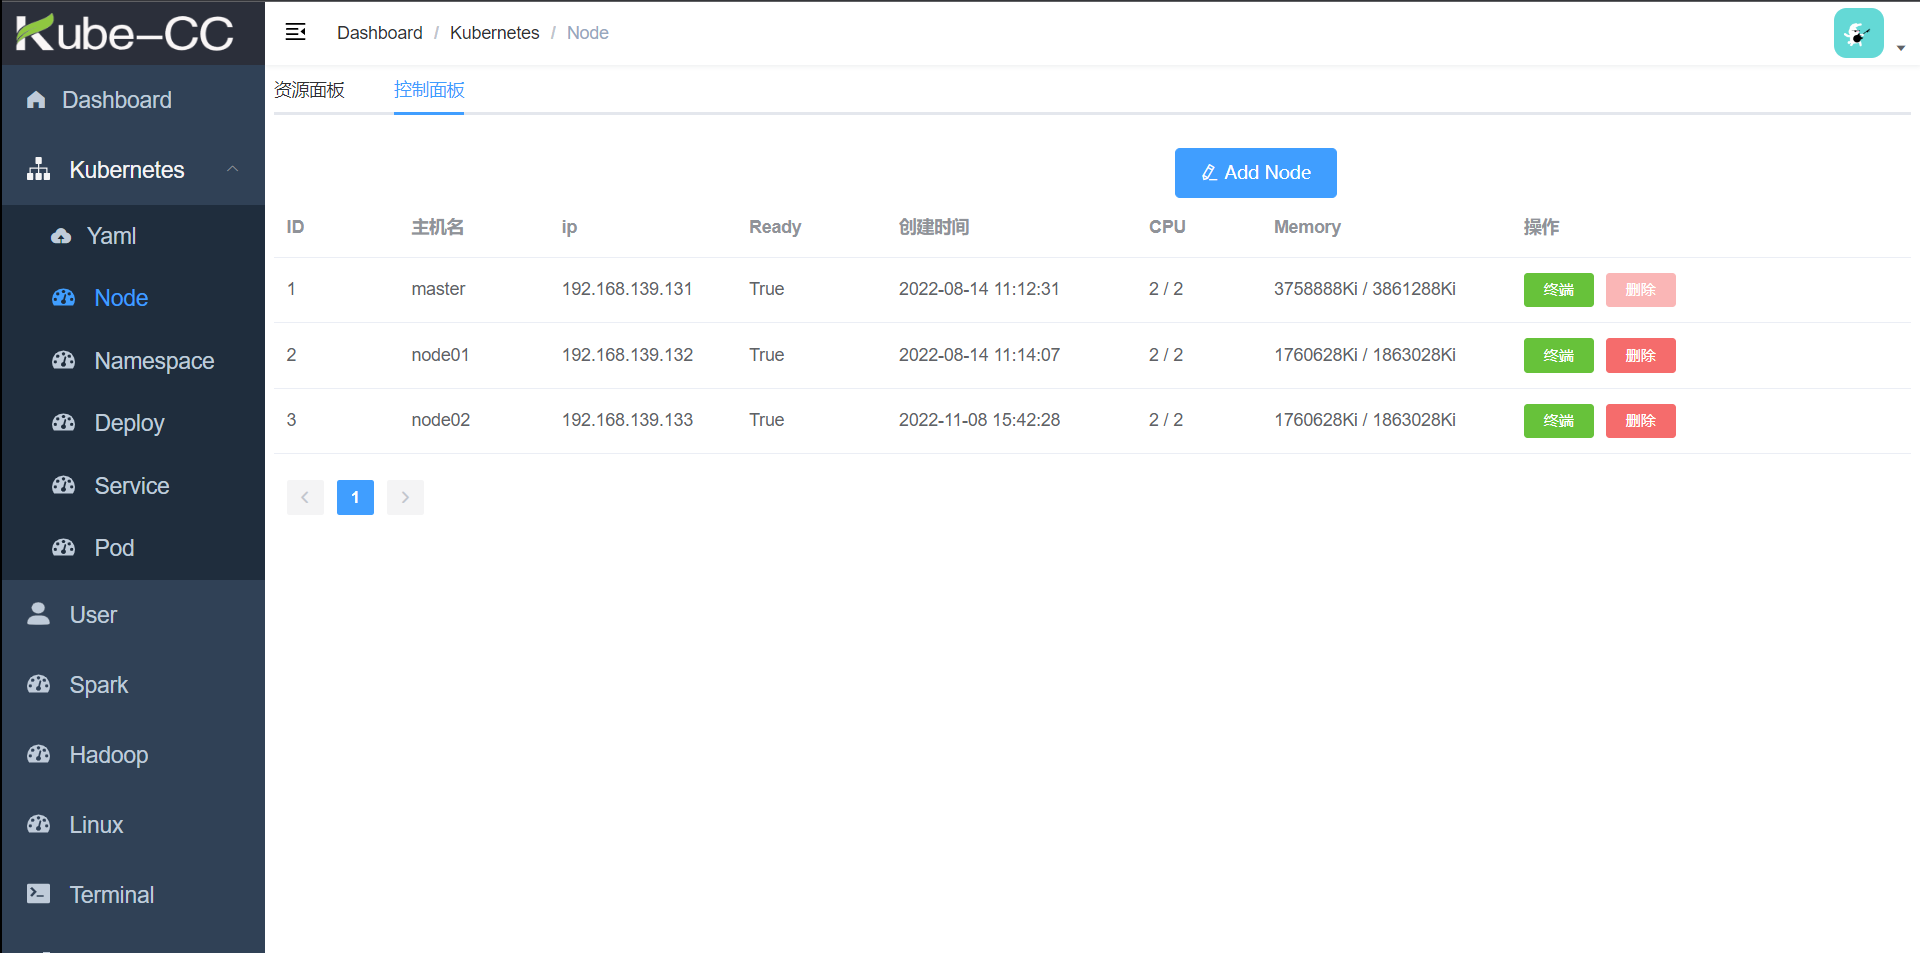 Kube-CC
Dashboard / Kubernetes / Node
资源面板 控制面板
Dashboard
Kubernetes
Yaml
Node
Namespace
Deploy
Service
Pod
User
Spark
Hadoop
Linux
Terminal
Add Node
ID 主机名 ip Ready 创建时间 CPU Memory 操作
1 master 192.168.139.131 True 2022-08-14 11:12:31 2 / 2 3758888Ki / 3861288Ki 终端 删除
2 node01 192.168.139.132 True 2022-08-14 11:14:07 2 / 2 1760628Ki / 1863028Ki 终端 删除
3 node02 192.168.139.133 True 2022-11-08 15:42:28 2 / 2 1760628Ki / 1863028Ki 终端 删除
1